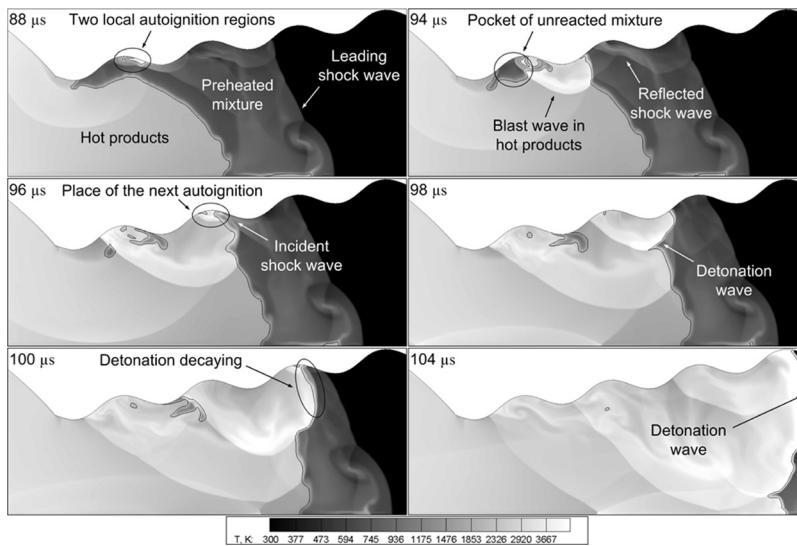 88 µs
Two local autoignition regions
Leading
shock wave
Preheated
mixture
Hot products
94 µs
Pocket of unreacted mixture
Reflected
shock wave
Blast wave in
hot products
96 µs
Place of the next autoignition
Incident
shock wave
98 µs
Detonation
wave
100 µs
Detonation decaying
104 µs
Detonation
wave
T, K: 300 377 473 594 745 936 1175 1476 1853 2326 2920 3667